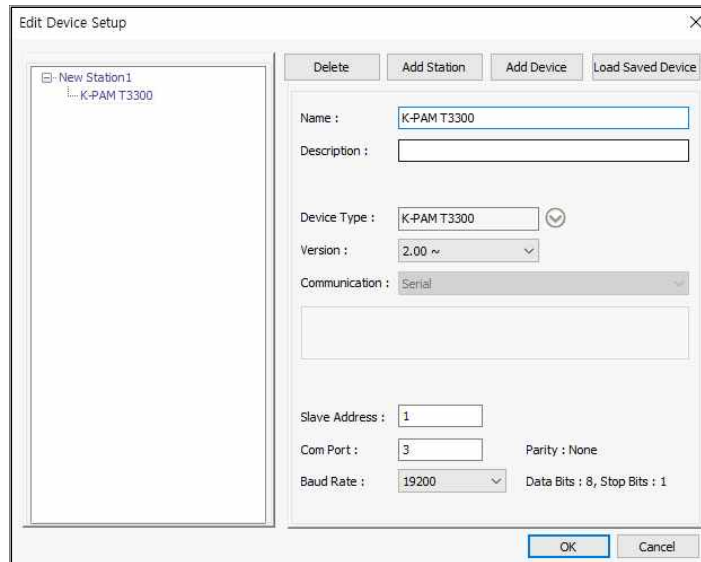 Edit Device Setup
New Station1
K-PAM T3300
Delete
Add Station
Add Device
Load Saved Device
Name :
K-PAM T3300
Description :
Device Type :
K-PAM T3300
Version :
2.00 ~
Communication :
Serial
Slave Address :
1
Com Port :
3
Parity : None
Baud Rate :
19200
Data Bits : 8, Stop Bits : 1
OK
Cancel